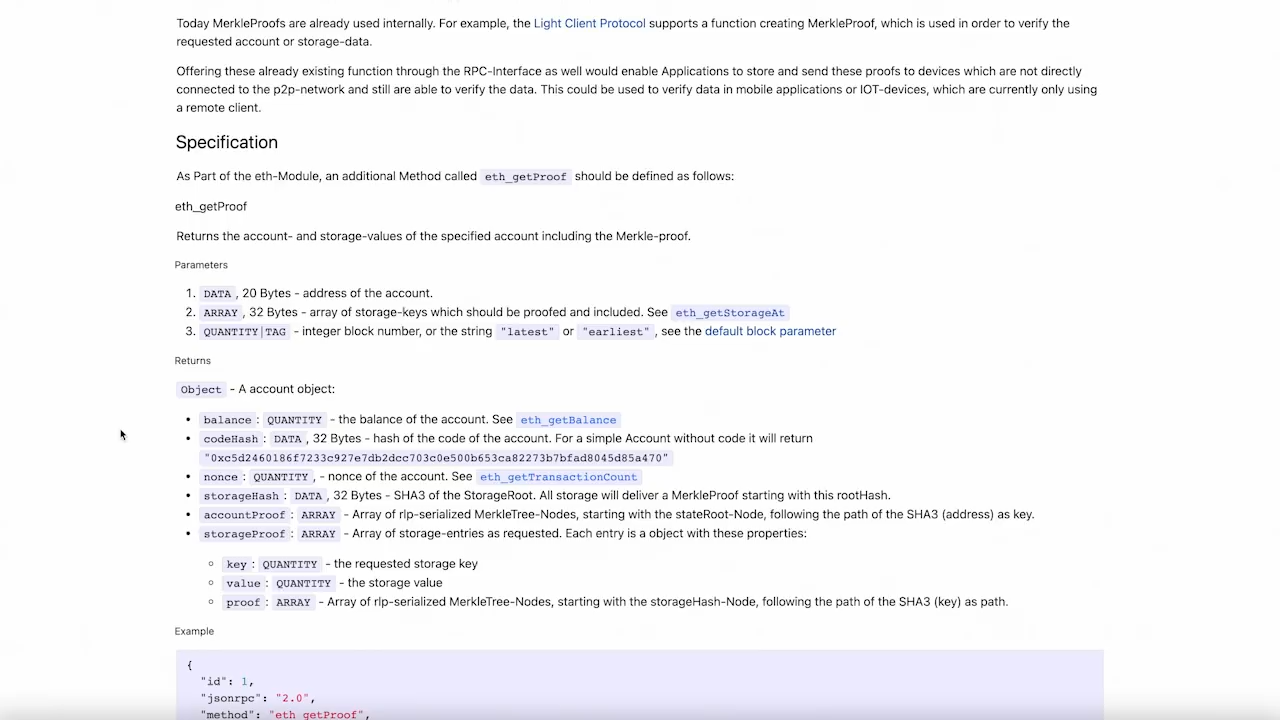 Today MerkleProofs are already used internally. For example, the Light Client Protocol supports a function creating MerkleProof, which is used in order to verify the
requested account or storage-data.
Offering these already existing function through the RPC-Interface as well would enable Applications to store and send these proofs to devices which are not directly
connected to the p2p-network and still are able to verify the data. This could be used to verify data in mobile applications or IOT-devices, which are currently only using
a remote client.
Specification
As Part of the eth-Module, an additional Method called eth_getProof should be defined as follows:
eth_getProof
Returns the account- and storage-values of the specified account including the Merkle-proof.
Parameters
1. DATA , 20 Bytes - address of the account.
2. ARRAY , 32 Bytes - array of storage-keys which should be proofed and included. See eth_getStorageAt
3. QUANTITY|TAG - integer block number, or the string "latest" or "earliest" , see the default block parameter
Returns
Object - A account object:
• balance : QUANTITY - the balance of the account. See eth_getBalance
• codeHash : DATA , 32 Bytes - hash of the code of the account. For a simple Account without code it will return
"0xc5d2460186f7233c927e7db2dcc703c0e500b653ca82273b7bfad8045d85a470"
• nonce : QUANTITY , - nonce of the account. See eth_getTransactionCount
• storageHash : DATA , 32 Bytes - SHA3 of the StorageRoot. All storage will deliver a MerkleProof starting with this rootHash.
• accountProof : ARRAY - Array of rlp-serialized MerkleTree-Nodes, starting with the stateRoot-Node, following the path of the SHA3 (address) as key.
• storageProof : ARRAY - Array of storage-entries as requested. Each entry is a object with these properties:
◦ key : QUANTITY - the requested storage key
◦ value : QUANTITY - the storage value
◦ proof : ARRAY - Array of rlp-serialized MerkleTree-Nodes, starting with the storageHash-Node, following the path of the SHA3 (key) as path.
Example
{
"id": 1,
"jsonrpc": "2.0",
"method": "eth_getProof",